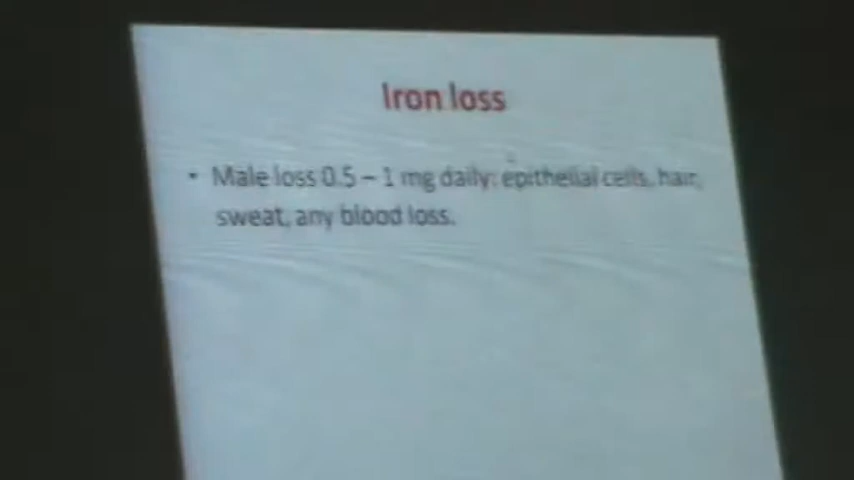 Iron loss
• Male loss 0.5 – 1 mg daily: epithelial cells, hair,
sweat, any blood loss.